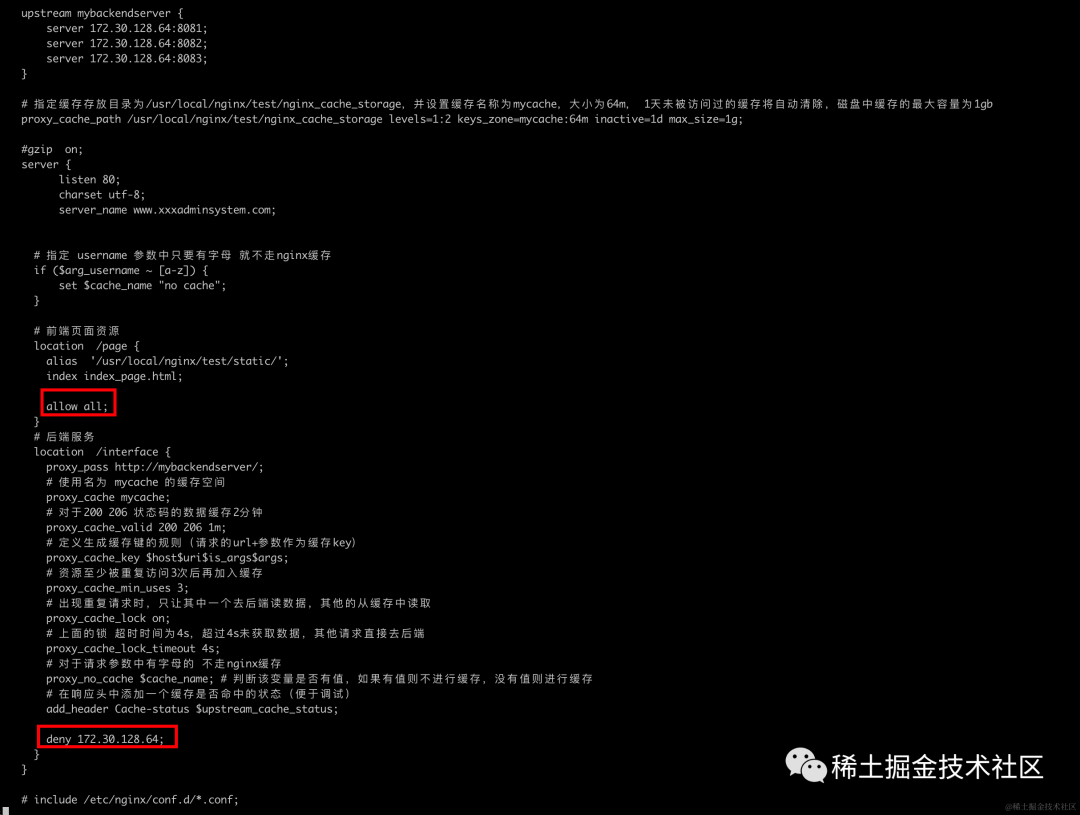 upstream mybackendserver {
    server 172.30.128.64:8081;
    server 172.30.128.64:8082;
    server 172.30.128.64:8083;
}
# 指定缓存存放目录为/usr/local/nginx/test/nginx_cache_storage，并设置缓存名称为mycache，大小为64m， 1天未被访问过的缓存将自动清除，磁盘中缓存的最大容量为1gb
proxy_cache_path /usr/local/nginx/test/nginx_cache_storage levels=1:2 keys_zone=mycache:64m inactive=1d max_size=1g;
#gzip  on;
server {
      listen 80;
      charset utf-8;
      server_name www.xxxadminsystem.com;
  # 指定 username 参数中只要有字母 就不走nginx缓存
  if ($arg_username ~ [a-z]) {
      set $cache_name "no cache";
  }
  # 前端页面资源
  location  /page {
    alias  '/usr/local/nginx/test/static/';
    index index_page.html;
    allow all;
  }
  # 后端服务
  location  /interface {
    proxy_pass http://mybackendserver/;
    # 使用名为 mycache 的缓存空间
    proxy_cache mycache;
    # 对于200 206 状态码的数据缓存2分钟
    proxy_cache_valid 200 206 1m;
    # 定义生成缓存键的规则（请求的url+参数作为缓存key）
    proxy_cache_key $host$uri$is_args$args;
    # 资源至少被重复访问3次后再加入缓存
    proxy_cache_min_uses 3;
    # 出现重复请求时，只让其中一个去后端读数据，其他的从缓存中读取
    proxy_cache_lock on;
    # 上面的锁 超时时间为4s，超过4s未获取数据，其他请求直接去后端
    proxy_cache_lock_timeout 4s;
    # 对于请求参数中有字母的 不走nginx缓存
    proxy_no_cache $cache_name; # 判断该变量是否有值，如果有值则不进行缓存，没有值则进行缓存
    # 在响应头中添加一个缓存是否命中的状态（便于调试）
    add_header Cache-status $upstream_cache_status;
    deny 172.30.128.64;
  }
}
稀土掘金技术社区
# include /etc/nginx/conf.d/*.conf;
@稀土掘金技术社区